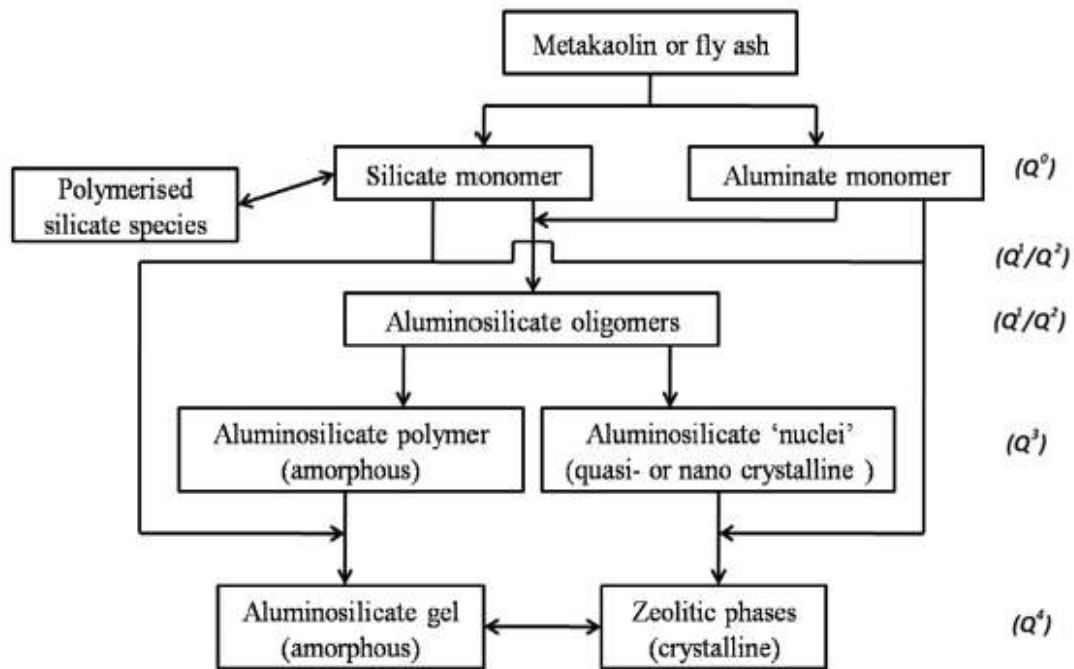 Metakaolin or fly ash
Silicate monomer
Aluminate monomer
(Q⁰)
Polymerised
silicate species
(Q¹/Q²)
Aluminosilicate oligomers
(Q¹/Q²)
Aluminosilicate polymer
(amorphous)
Aluminosilicate ‘nuclei’
(quasi- or nano crystalline )
(Q³)
Aluminosilicate gel
(amorphous)
Zeolitic phases
(crystalline)
(Q⁴)